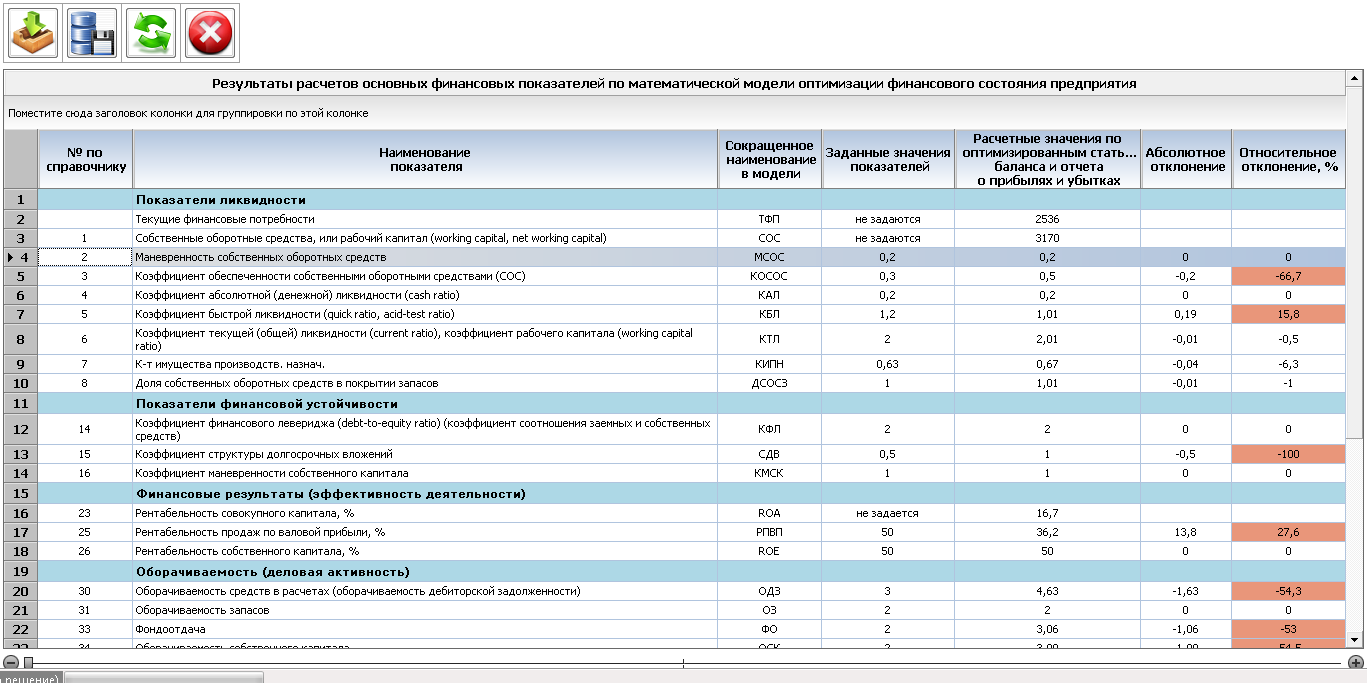 Результаты расчетов основных финансовых показателей по математической модели оптимизации финансового состояния предприятия
Поместите сюда заголовок колонки для группировки по этой колонке
№ по справочнику Наименование показателя Сокращенное наименование в модели Заданные значения показателей Расчетные значения по оптимизированным стать... баланса и отчета о прибылях и убытках Абсолютное отклонение Относительное отклонение, %
1 Показатели ликвидности
2 Текущие финансовые потребности ТФП не задаются 2536
3 1 Собственные оборотные средства, или рабочий капитал (working capital, net working capital) СОС не задаются 3170
4 2 Маневренность собственных оборотных средств МСОС 0,2 0,2 0 0
5 3 Коэффициент обеспеченности собственными оборотными средствами (СОС) КОСОС 0,3 0,5 -0,2 -66,7
6 4 Коэффициент абсолютной (денежной) ликвидности (cash ratio) КАЛ 0,2 0,2 0 0
7 5 Коэффициент быстрой ликвидности (quick ratio, acid-test ratio) КБЛ 1,2 1,01 0,19 15,8
8 6 Коэффициент текущей (общей) ликвидности (current ratio), коэффициент рабочего капитала (working capital ratio) КТЛ 2 2,01 -0,01 -0,5
9 7 К-т имущества производств. назнач. КИПН 0,63 0,67 -0,04 -6,3
10 8 Доля собственных оборотных средств в покрытии запасов ДСОСЗ 1 1,01 -0,01 -1
11 Показатели финансовой устойчивости
12 14 Коэффициент финансового левериджа (debt-to-equity ratio) (коэффициент соотношения заемных и собственных средств) КФЛ 2 2 0 0
13 15 Коэффициент структуры долгосрочных вложений СДВ 0,5 1 -0,5 -100
14 16 Коэффициент маневренности собственного капитала КМСК 1 1 0 0
15 Финансовые результаты (эффективность деятельности)
16 23 Рентабельность совокупного капитала, % ROA не задается 16,7
17 25 Рентабельность продаж по валовой прибыли, % РПВП 50 36,2 13,8 27,6
18 26 Рентабельность собственного капитала, % ROE 50 50 0 0
19 Оборачиваемость (деловая активность)
20 30 Оборачиваемость средств в расчетах (оборачиваемость дебиторской задолженности) ОДЗ 3 4,63 -1,63 -54,3
21 31 Оборачиваемость запасов ОЗ 2 2 0 0
22 33 Фондоотдача ФО 2 3,06 -1,06 -53
Оборачиваемость собственного капитала ОСК 2
решение)